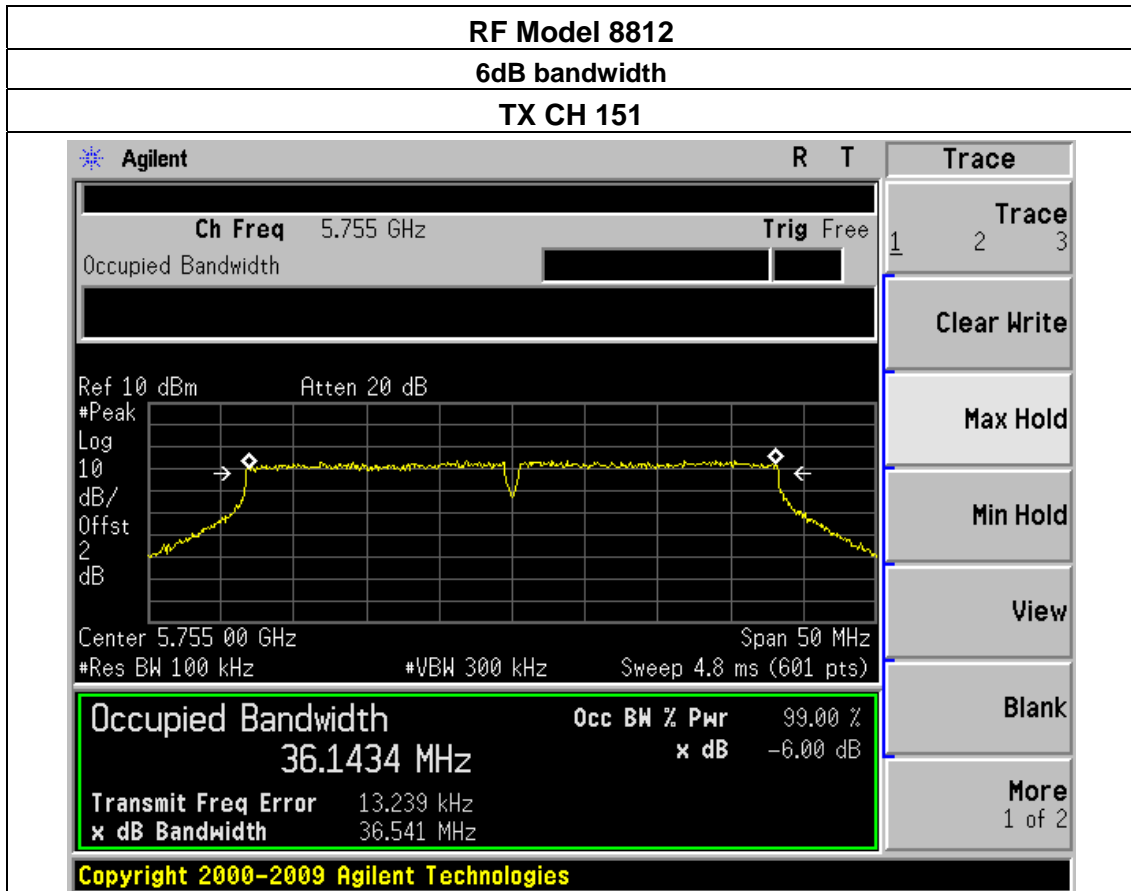 RF Model 8812
6dB bandwidth
TX CH 151
Agilent R T
Ch Freq 5.755 GHz Trig Free
Occupied Bandwidth
Ref 10 dBm Atten 20 dB
#Peak
Log
10
dB/
Offst
2
dB
Center 5.755 00 GHz Span 50 MHz
#Res BW 100 kHz #VBW 300 kHz Sweep 4.8 ms (601 pts)
Occupied Bandwidth Occ BW % Pwr 99.00 %
36.1434 MHz x dB -6.00 dB
Transmit Freq Error 13.239 kHz
x dB Bandwidth 36.541 MHz
Copyright 2000-2009 Agilent Technologies
Trace
Trace
1 2 3
Clear Write
Max Hold
Min Hold
View
Blank
More
1 of 2